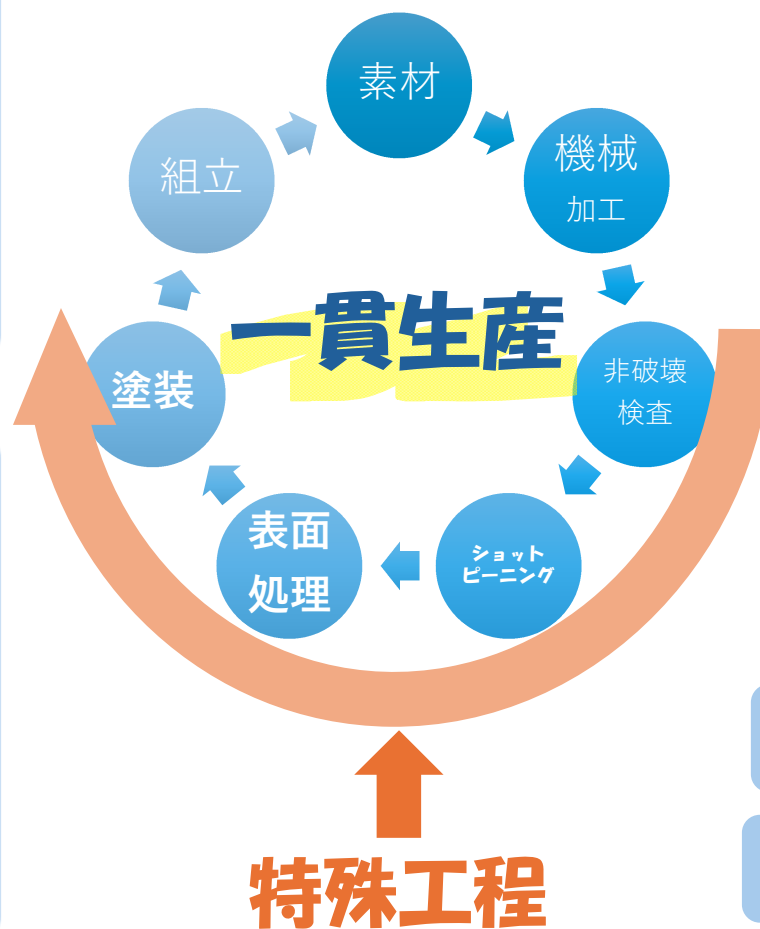 素材
機械
加工
非破壊
検査
ショット
ピーニング
表面
処理
塗装
組立
一貫生産
特殊工程